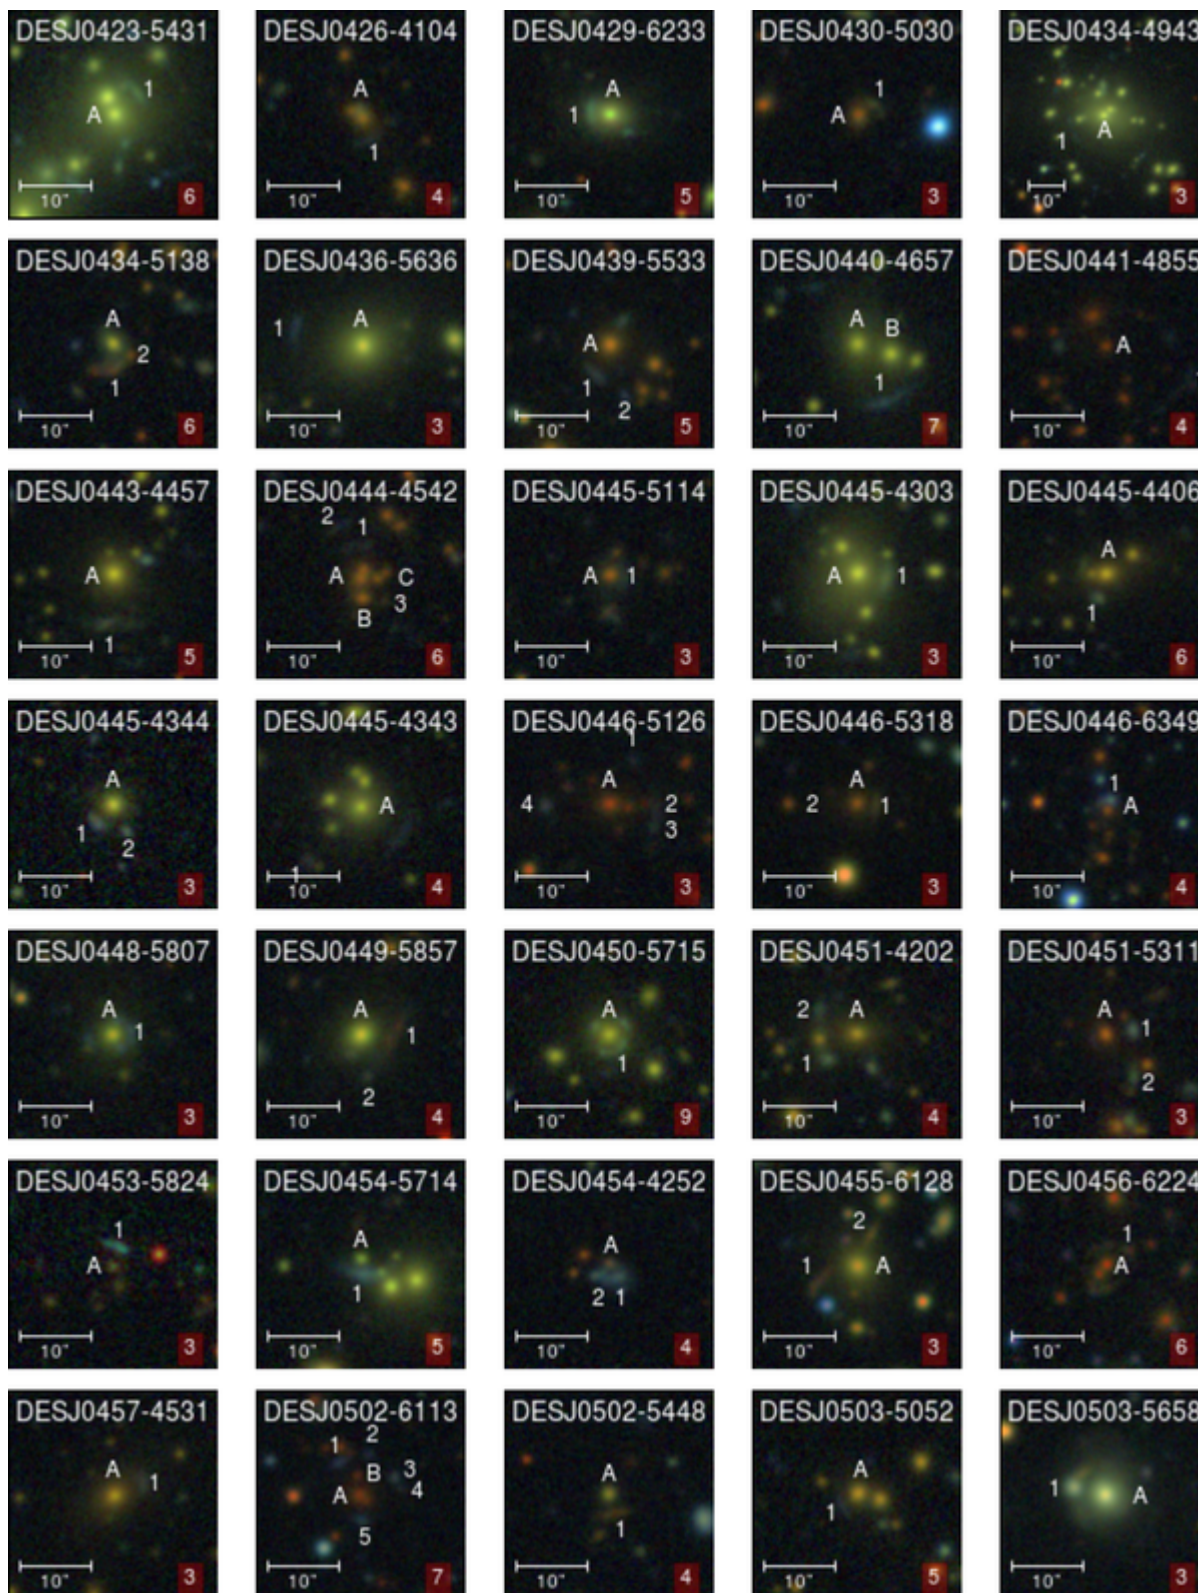 DESJ0423-5431
1
A
10"
6
DESJ0426-4104
A
1
10"
4
DESJ0429-6233
A
1
10"
5
DESJ0430-5030
1
A
10"
3
DESJ0434-4943
1
A
10"
3
DESJ0434-5138
A
2
1
10"
6
DESJ0436-5636
1
A
10"
3
DESJ0439-5533
A
1
2
10"
5
DESJ0440-4657
A
B
1
10"
7
DESJ0441-4855
A
1
10"
4
DESJ0443-4457
A
1
10"
5
DESJ0444-4542
2
1
A
C
3
B
10"
6
DESJ0445-5114
A
1
10"
3
DESJ0445-4303
A
1
10"
3
DESJ0445-4406
A
1
10"
6
DESJ0445-4344
A
1
2
10"
3
DESJ0445-4343
A
1
10"
4
DESJ0446-5126
1
A
4
2
3
10"
3
DESJ0446-5318
A
2
1
10"
3
DESJ0446-6349
1
A
10"
4
DESJ0448-5807
A
1
10"
3
DESJ0449-5857
A
1
2
10"
4
DESJ0450-5715
A
1
10"
9
DESJ0451-4202
2
A
1
10"
4
DESJ0451-5311
A
1
2
10"
3
DESJ0453-5824
1
A
10"
3
DESJ0454-5714
A
1
10"
5
DESJ0454-4252
A
2 1
10"
4
DESJ0455-6128
2
1
A
10"
3
DESJ0456-6224
1
A
10"
6
DESJ0457-4531
A
1
10"
3
DESJ0502-6113
2
1
B
3
A
4
5
10"
7
DESJ0502-5448
A
1
10"
4
DESJ0503-5052
A
1
10"
5
DESJ0503-5658
1
A
10"
3